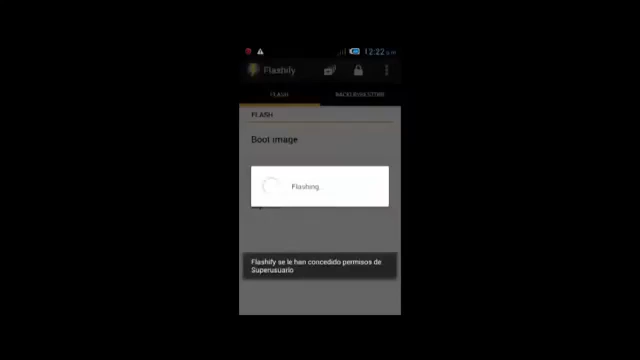 12:22 p.m.
Flashify
FLASH
BACKUP/RESTORE
FLASH
Boot image
Flashing
Flashify se le han concedido permisos de
Superusuario